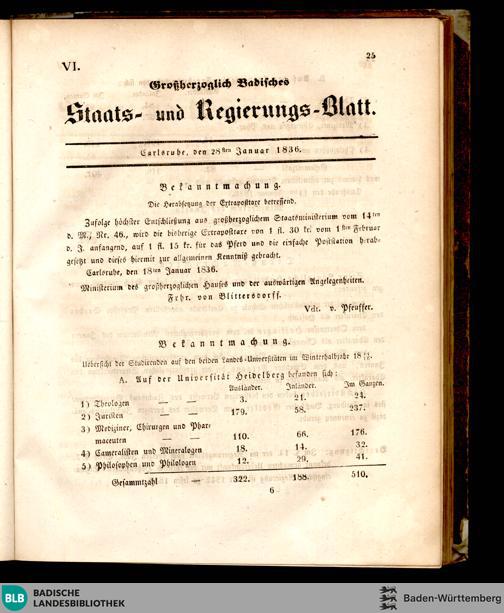 VI.
25
Großherzoglich Badisches
Staats- und Regierungs-Blatt.
Carlsruhe, den 28sten Januar 1836.
Bekanntmachung.
Die Herabsetzung der Extraposttaxe betreffend.
Zufolge höchster Entschließung aus großherzoglichem Staatsministerium vom 14ten
d. M., Nr. 46., wird die bisherige Extraposttaxe von 1 fl. 30 kr. vom 1sten Februar
d. J. anfangend, auf 1 fl. 15 kr. für das Pferd und die einfache Poststation herab-
gesetzt und dieses hiermit zur allgemeinen Kenntniß gebracht.
Carlsruhe, den 18ten Januar 1836.
Ministerium des großherzoglichen Hauses und der auswärtigen Angelegenheiten.
Frhr. von Blittersdorff.
Vdt. v. Pfeuffer.
Bekanntmachung.
Uebersicht der Studirenden auf den beiden Landes-Universitäten im Winterhalbjahr 18
A. Auf der Universität Heidelberg befanden sich:
Ausländer. Inländer. Im Ganzen.
1) Theologen — — 3. 21. 24.
2) Juristen — — 179. 58. 237.
3) Mediziner, Chirurgen und Phar-
maceuten — — 110. 66. 176.
4) Cameralisten und Mineralogen 18. 14. 32.
5) Philosophen und Philologen 12. 29. 41.
Gesammtzahl — 322. 188. 510.
6
BLB BADISCHE
LANDESBIBLIOTHEK
Baden-Württemberg